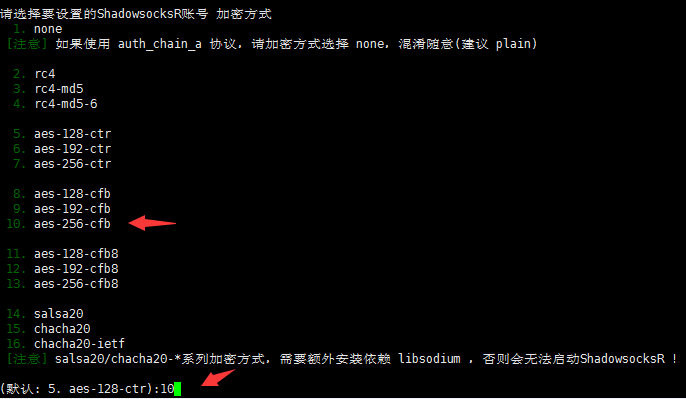 请选择要设置的ShadowsocksR账号 加密方式
1. none
[注意] 如果使用 auth_chain_a 协议, 请加密方式选择 none, 混淆随意(建议 plain)
2. rc4
3. rc4-md5
4. rc4-md5-6
5. aes-128-ctr
6. aes-192-ctr
7. aes-256-ctr
8. aes-128-cfb
9. aes-192-cfb
10. aes-256-cfb
11. aes-128-cfb8
12. aes-192-cfb8
13. aes-256-cfb8
14. salsa20
15. chacha20
16. chacha20-ietf
[注意] salsa20/chacha20-*系列加密方式, 需要额外安装依赖 libsodium , 否则会无法启动ShadowsocksR !
(默认: 5. aes-128-ctr):10